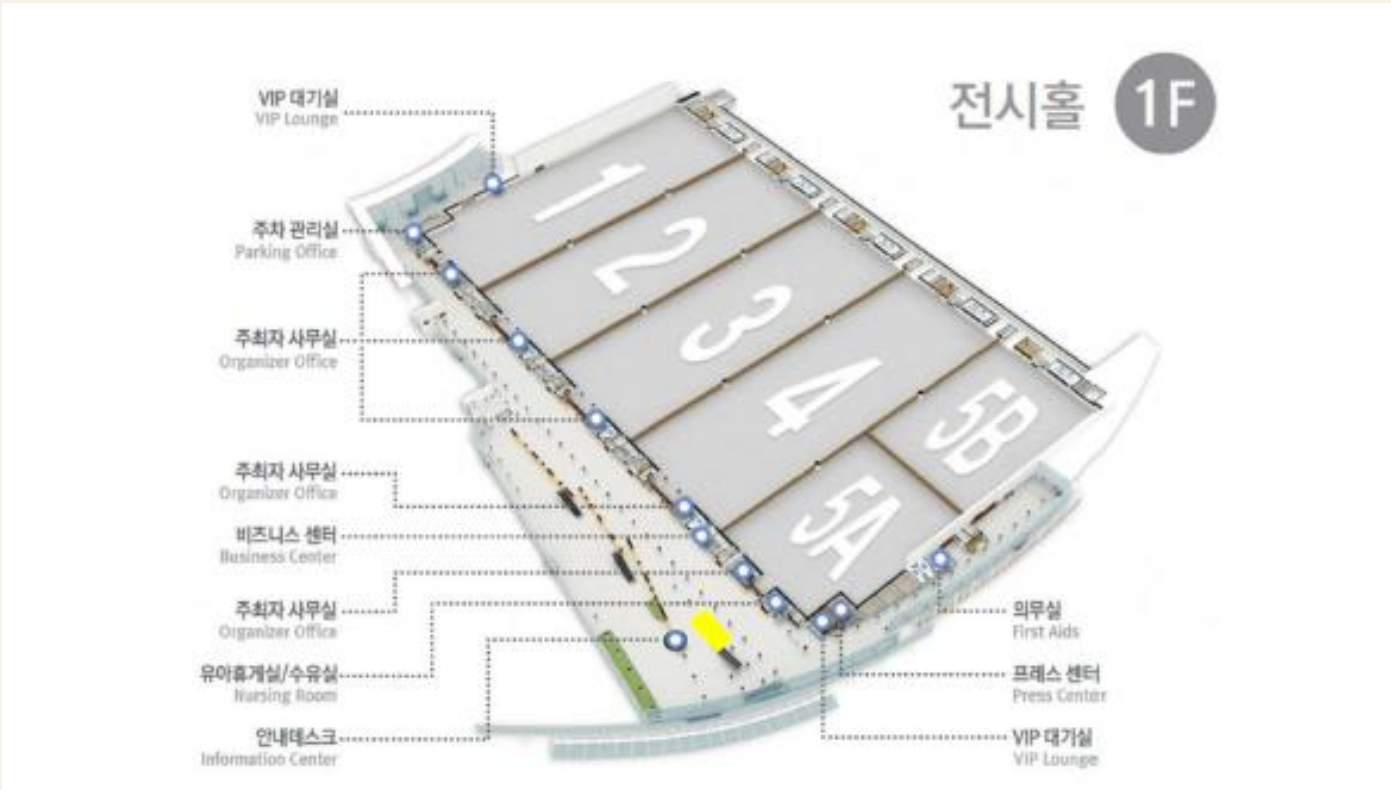 전시홀 1F
VIP 대기실
VIP Lounge
주차 관리실
Parking Office
주최자 사무실
Organizer Office
주최자 사무실
Organizer Office
비즈니스 센터
Business Center
주최자 사무실
Organizer Office
유아휴게실/수유실
Nursing Room
안내데스크
Information Center
1
2
3
4
5B
5A
의무실
First Aids
프레스 센터
Press Center
VIP 대기실
VIP Lounge